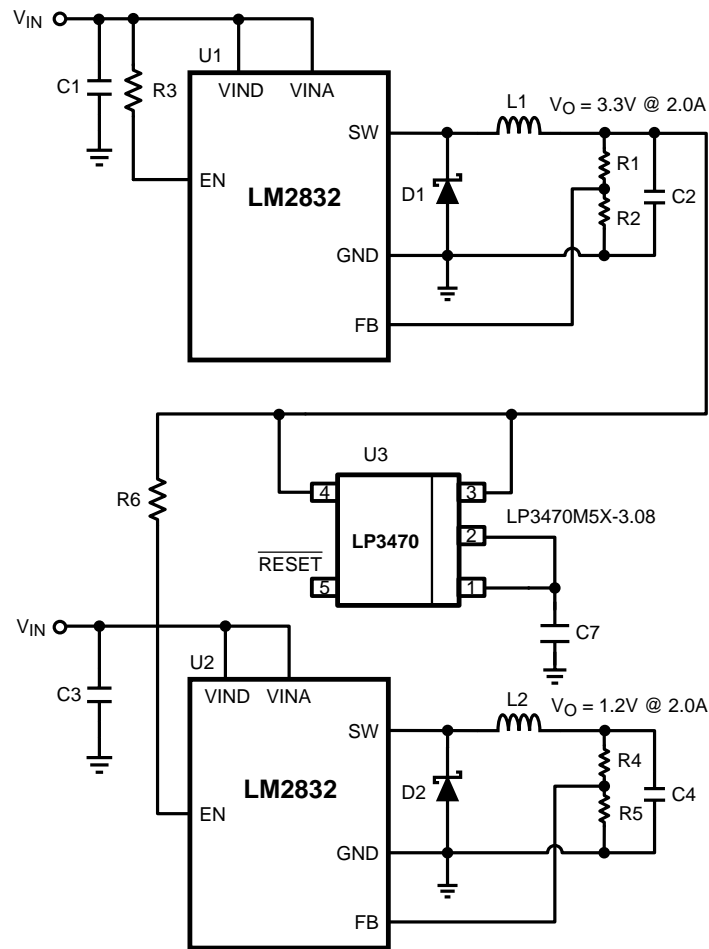 VIN
U1
C1
R3
VIND VINA
L1
VO = 3.3V @ 2.0A
SW
R1
EN
LM2832
D1
R2
C2
GND
FB
U3
R6
4
3
LP3470M5X-3.08
LP3470
2
RESET
5
1
VIN
C7
U2
C3
VIND VINA
L2
VO = 1.2V @ 2.0A
SW
R4
D2
C4
EN
LM2832
R5
GND
FB